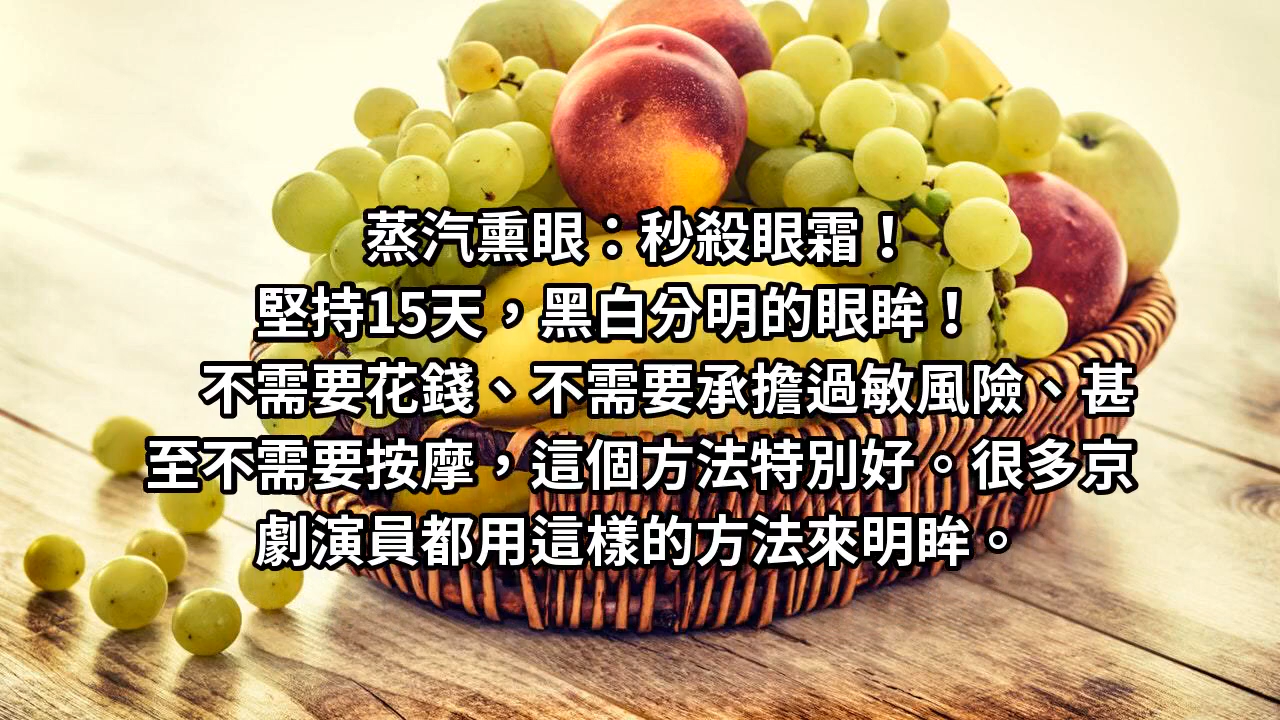 蒸汽熏眼：秒殺眼霜！
堅持15天，黑白分明的眼眸！
不需要花錢、不需要承擔過敏風險、甚
至不需要按摩，這個方法特別好。很多京
劇演員都用這樣的方法來明眸。